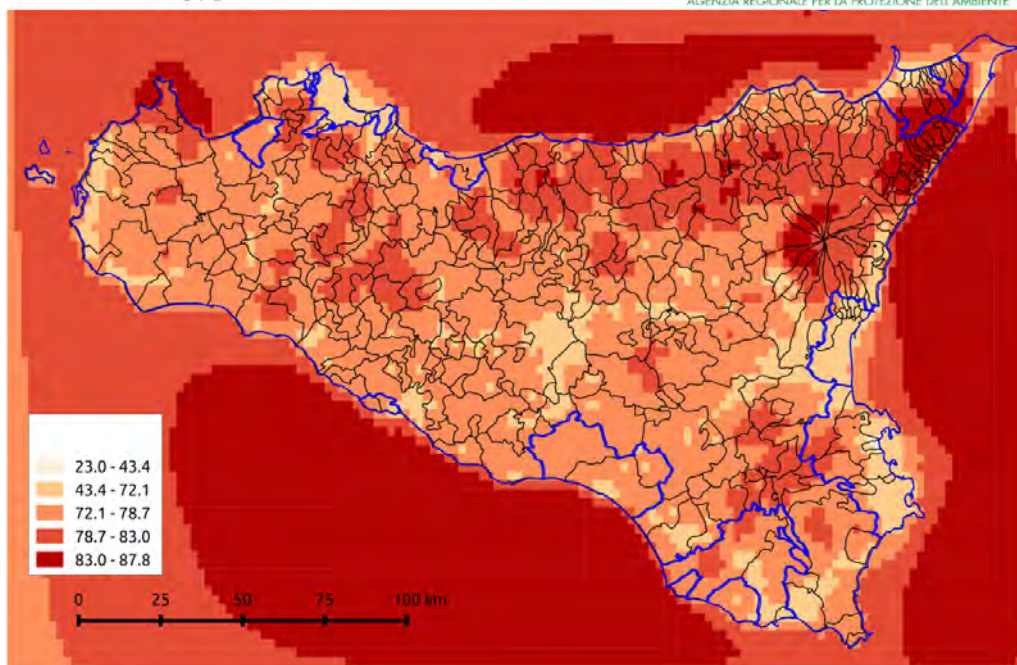 AGENZIA REGIONALE PER LA PROTEZIONE DELL'AMBIENTE
23.0 - 43.4
43.4 - 72.1
72.1 - 78.7
78.7 - 83.0
83.0 - 87.8
0 25 50 75 100 km